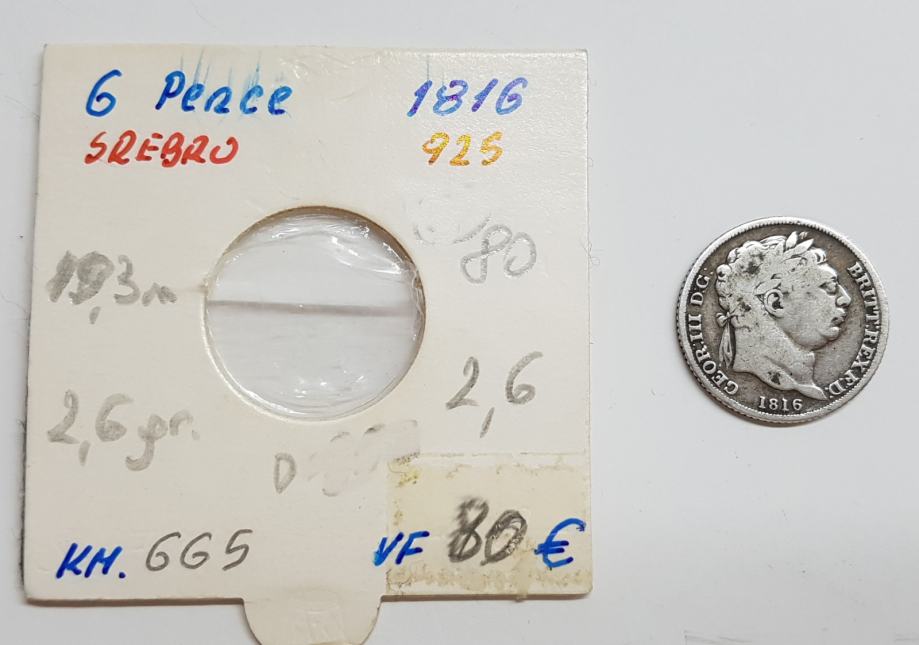 6 Pence 1816
SREBRO 925
19,3m 80
2,6 gr. 2,6
D
KM. 665 VF 80 €
GEOR: III D:G: BRITT: REX F:D:
1816